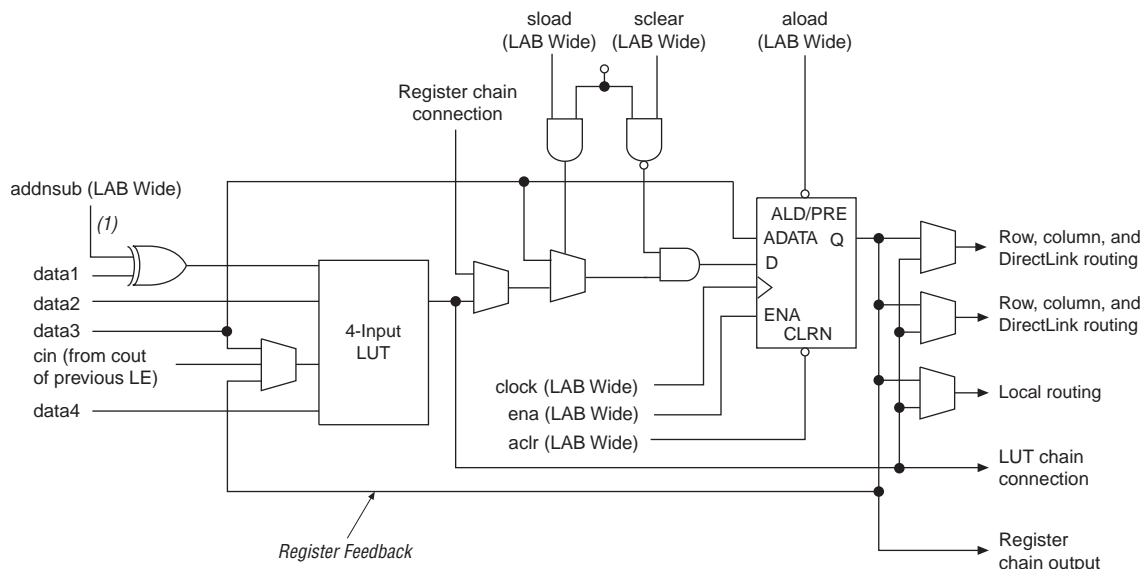 sload
(LAB Wide)
sclear
(LAB Wide)
aload
(LAB Wide)
Register chain
connection
addnsub (LAB Wide)
(1)
data1
data2
data3
cin (from cout
of previous LE)
data4
4-Input
LUT
ALD/PRE
ADATA Q
D
ENA
CLRN
clock (LAB Wide)
ena (LAB Wide)
aclr (LAB Wide)
Row, column, and
DirectLink routing
Row, column, and
DirectLink routing
Local routing
LUT chain
connection
Register
chain output
Register Feedback